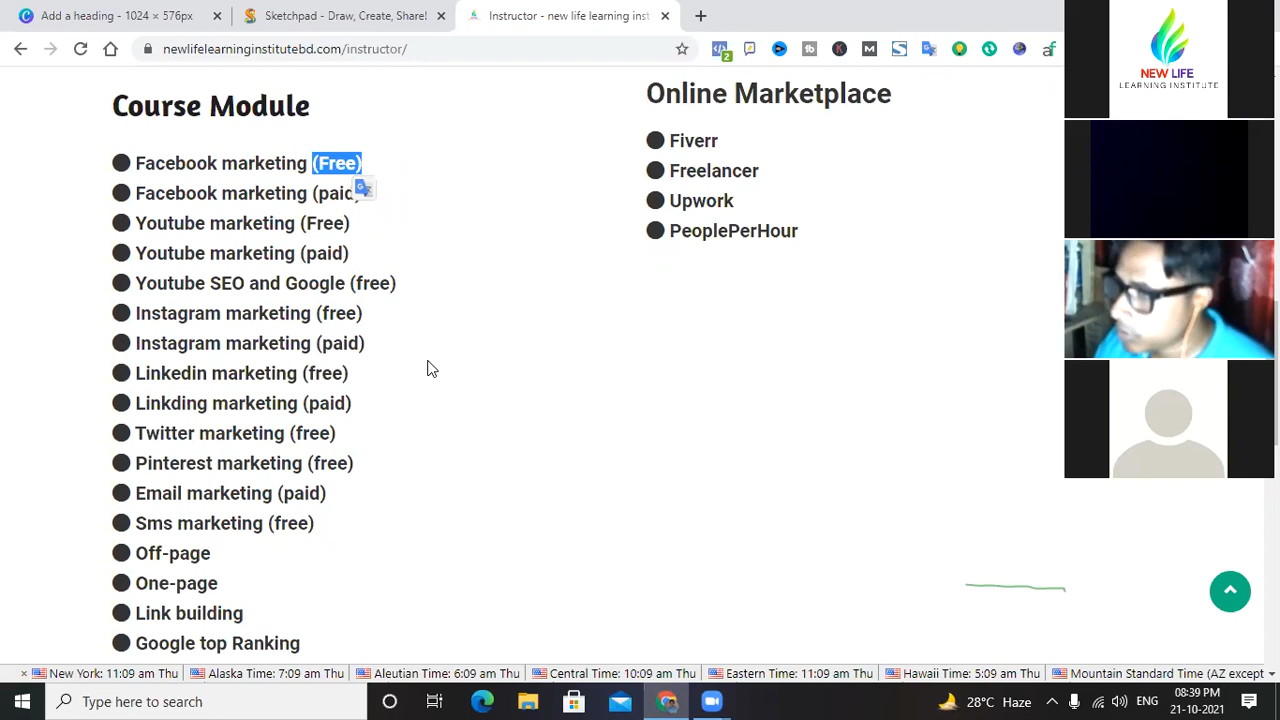 Add a heading - 1024 × 576px
Sketchpad - Draw, Create, Share!
Instructor - new life learning inst
newlifelearninginstitutebd.com/instructor/
2
NEW LIFE
LEARNING INSTITUTE
Course Module
Facebook marketing (Free)
Facebook marketing (paid)
Youtube marketing (Free)
Youtube marketing (paid)
Youtube SEO and Google (free)
Instagram marketing (free)
Instagram marketing (paid)
Linkedin marketing (free)
Linkding marketing (paid)
Twitter marketing (free)
Pinterest marketing (free)
Email marketing (paid)
Sms marketing (free)
Off-page
One-page
Link building
Google top Ranking
Online Marketplace
Fiverr
Freelancer
Upwork
PeoplePerHour
New York: 11:09 am Thu
Alaska Time: 7:09 am Thu
Aleutian Time: 6:09 am Thu
Central Time: 10:09 am Thu
Eastern Time: 11:09 am Thu
Hawaii Time: 5:09 am Thu
Mountain Standard Time (AZ except
Type here to search
28°C Haze
ENG
08:39 PM
21-10-2021